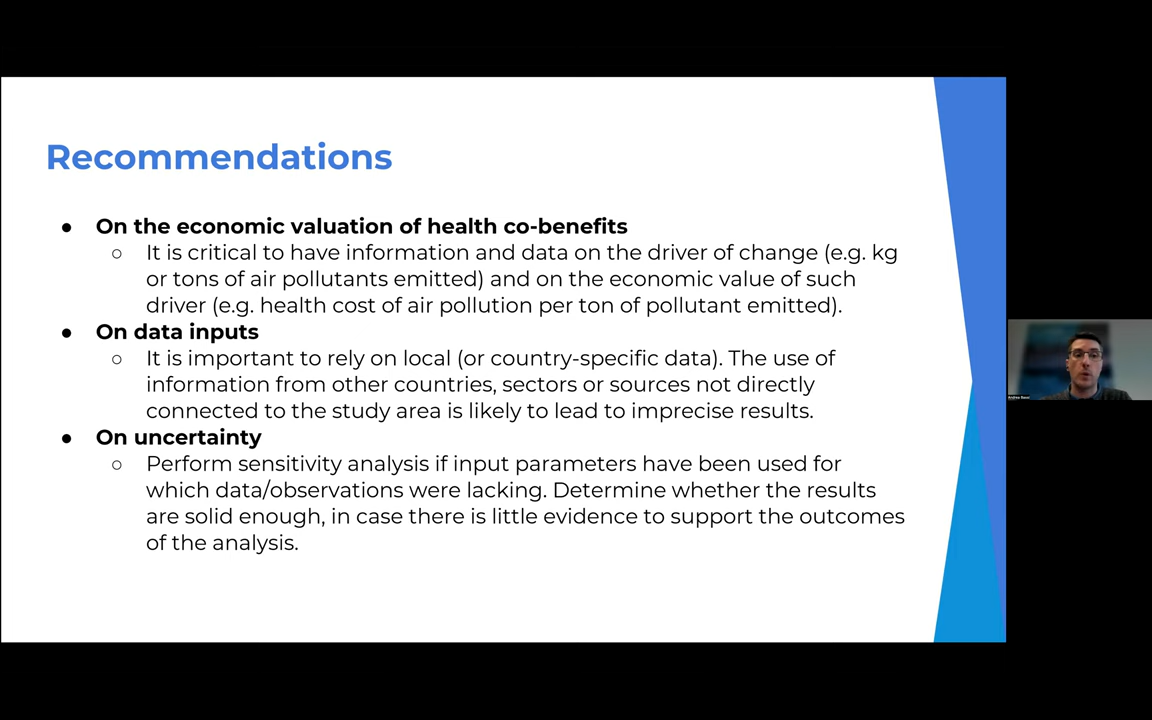 Recommendations
● On the economic valuation of health co-benefits
○ It is critical to have information and data on the driver of change (e.g. kg
or tons of air pollutants emitted) and on the economic value of such
driver (e.g. health cost of air pollution per ton of pollutant emitted).
● On data inputs
○ It is important to rely on local (or country-specific data). The use of
information from other countries, sectors or sources not directly
connected to the study area is likely to lead to imprecise results.
● On uncertainty
○ Perform sensitivity analysis if input parameters have been used for
which data/observations were lacking. Determine whether the results
are solid enough, in case there is little evidence to support the outcomes
of the analysis.